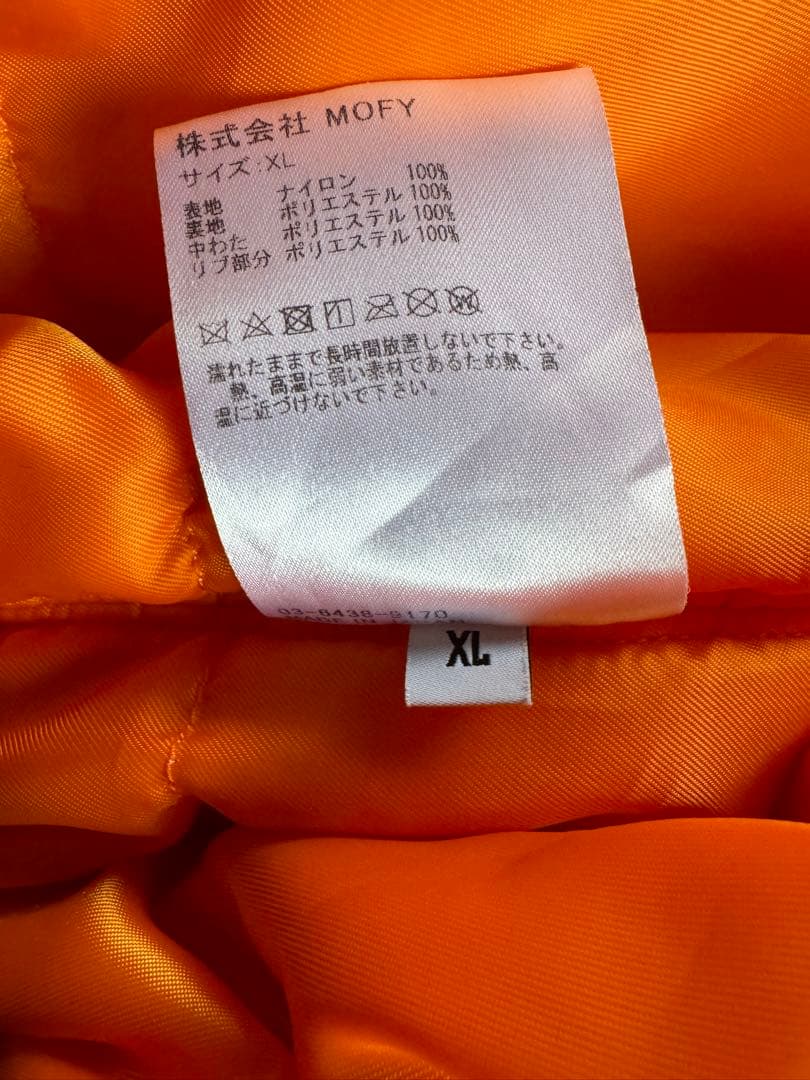 株式会社 MOFY
サイズ:XL
表地 ナイロン 100%
裏地 ポリエステル 100%
中わた ポリエステル 100%
リブ部分 ポリエステル 100%
濡れたままで長時間放置しないで下さい。
熱、高温に弱い素材であるため熱、高
温に近づけないで下さい。
03-6438-9170
MADE IN
XL